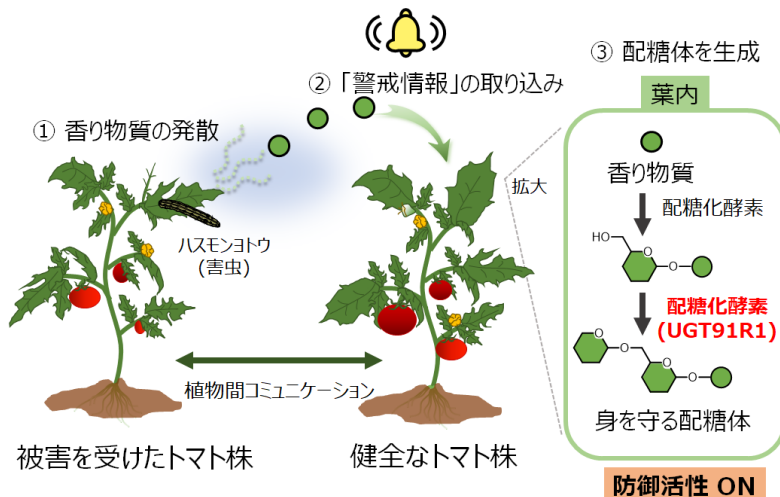 ① 香り物質の発散
② 「警戒情報」の取り込み
③ 配糖体を生成
葉内
香り物質
配糖化酵素
HO
O
O
配糖化酵素
(UGT91R1)
O
O
O
O
身を守る配糖体
防御活性 ON
拡大
ハスモンヨトウ
(害虫)
植物間コミュニケーション
被害を受けたトマト株
健全なトマト株